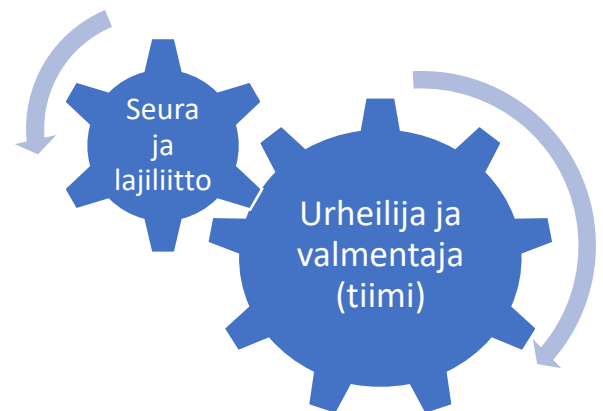 Seura
ja
lajiliitto
Urheilija ja
valmentaja
(tiimi)